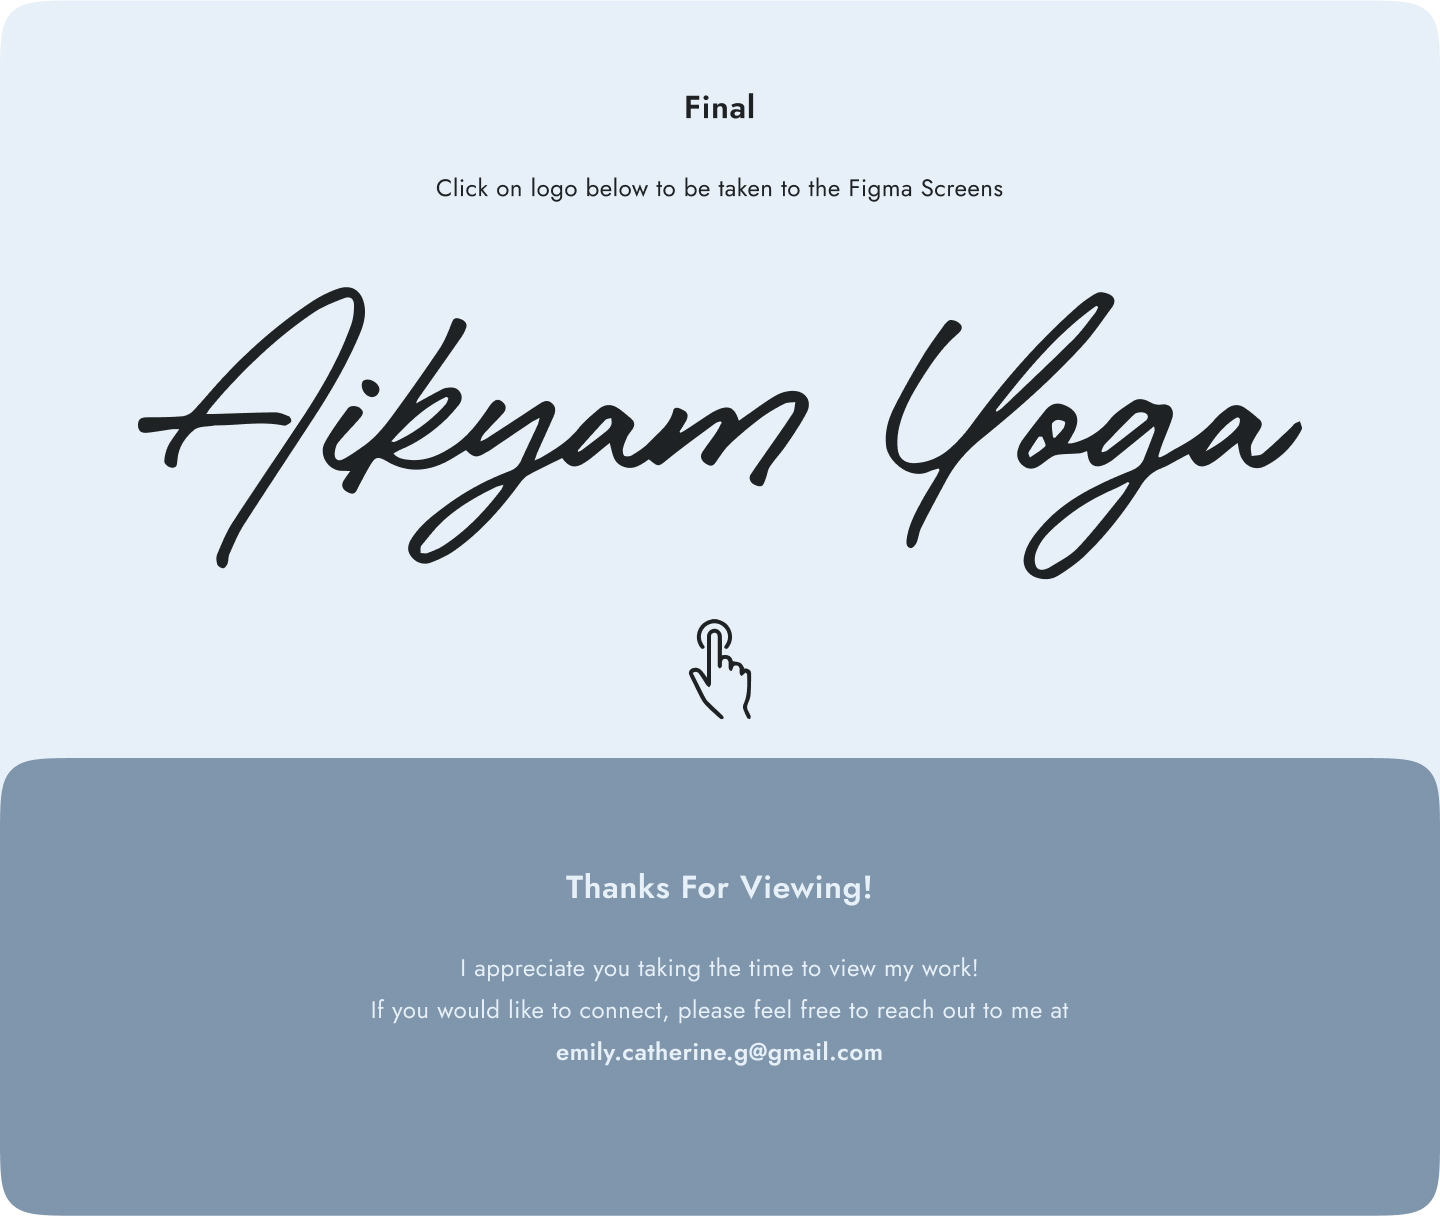 Final
Click on logo below to be taken to the Figma Screens
Aikyam Yoga
Thanks For Viewing!
I appreciate you taking the time to view my work!
If you would like to connect, please feel free to reach out to me at
emily.catherine.g@gmail.com